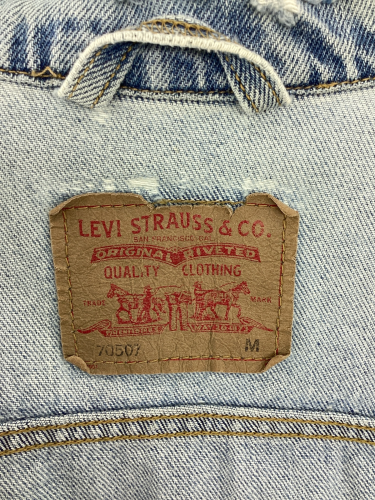 LEVI STRAUSS & CO.
SAN FRANCISCO, CAL.
ORIGINAL RIVETED
QUALITY CLOTHING
TRADE MARK
70507 M